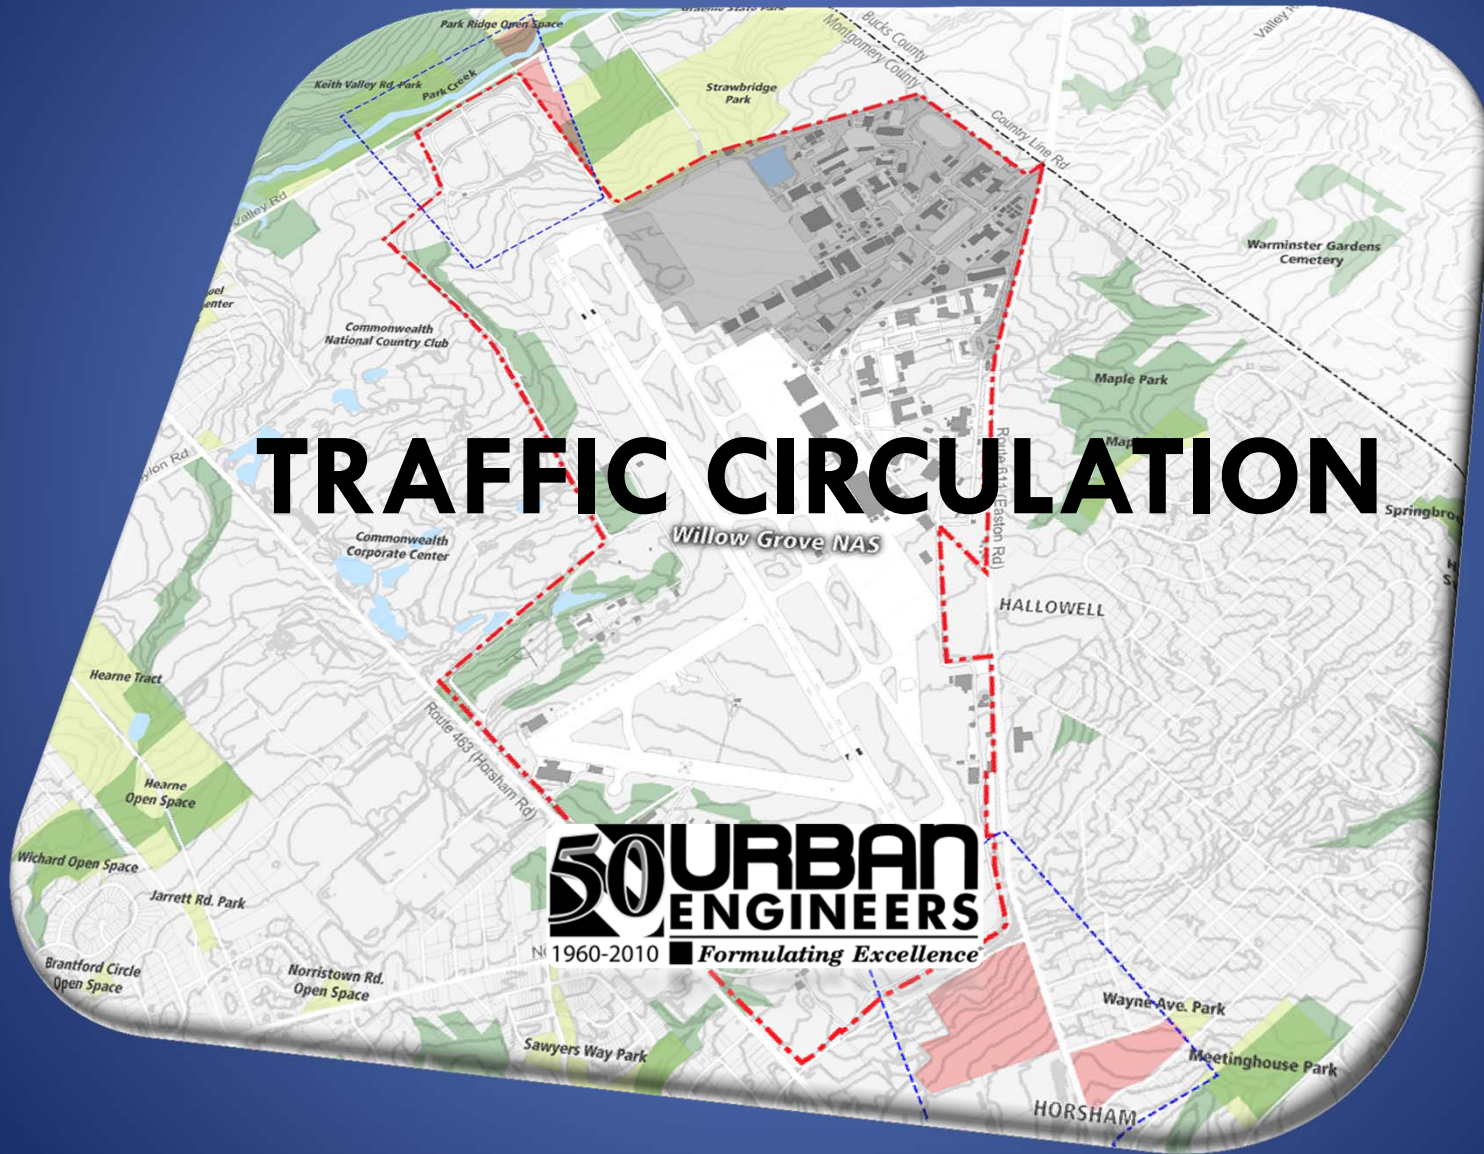 Park Ridge Open Space
Graeme State Park
Bucks County
Montgomery County
Keith Valley Rd. Park
Park Creek
Strawbridge
Park
Country Line Rd
Valley Rd
Warminster Gardens
Cemetery
Commonwealth
National Country Club
Maple Park
TRAFFIC CIRCULATION
Route 611 (Easton Rd)
Willow Grove NAS
Commonwealth
Corporate Center
HALLOWELL
Hearne Tract
Route 463 (Horsham Rd)
Hearne
Open Space
Wichard Open Space
Jarrett Rd. Park
50 URBAN
ENGINEERS
1960-2010 Formulating Excellence
Brantford Circle
Open Space
Norristown Rd.
Open Space
Wayne Ave. Park
Sawyers Way Park
Meetinghouse Park
HORSHAM